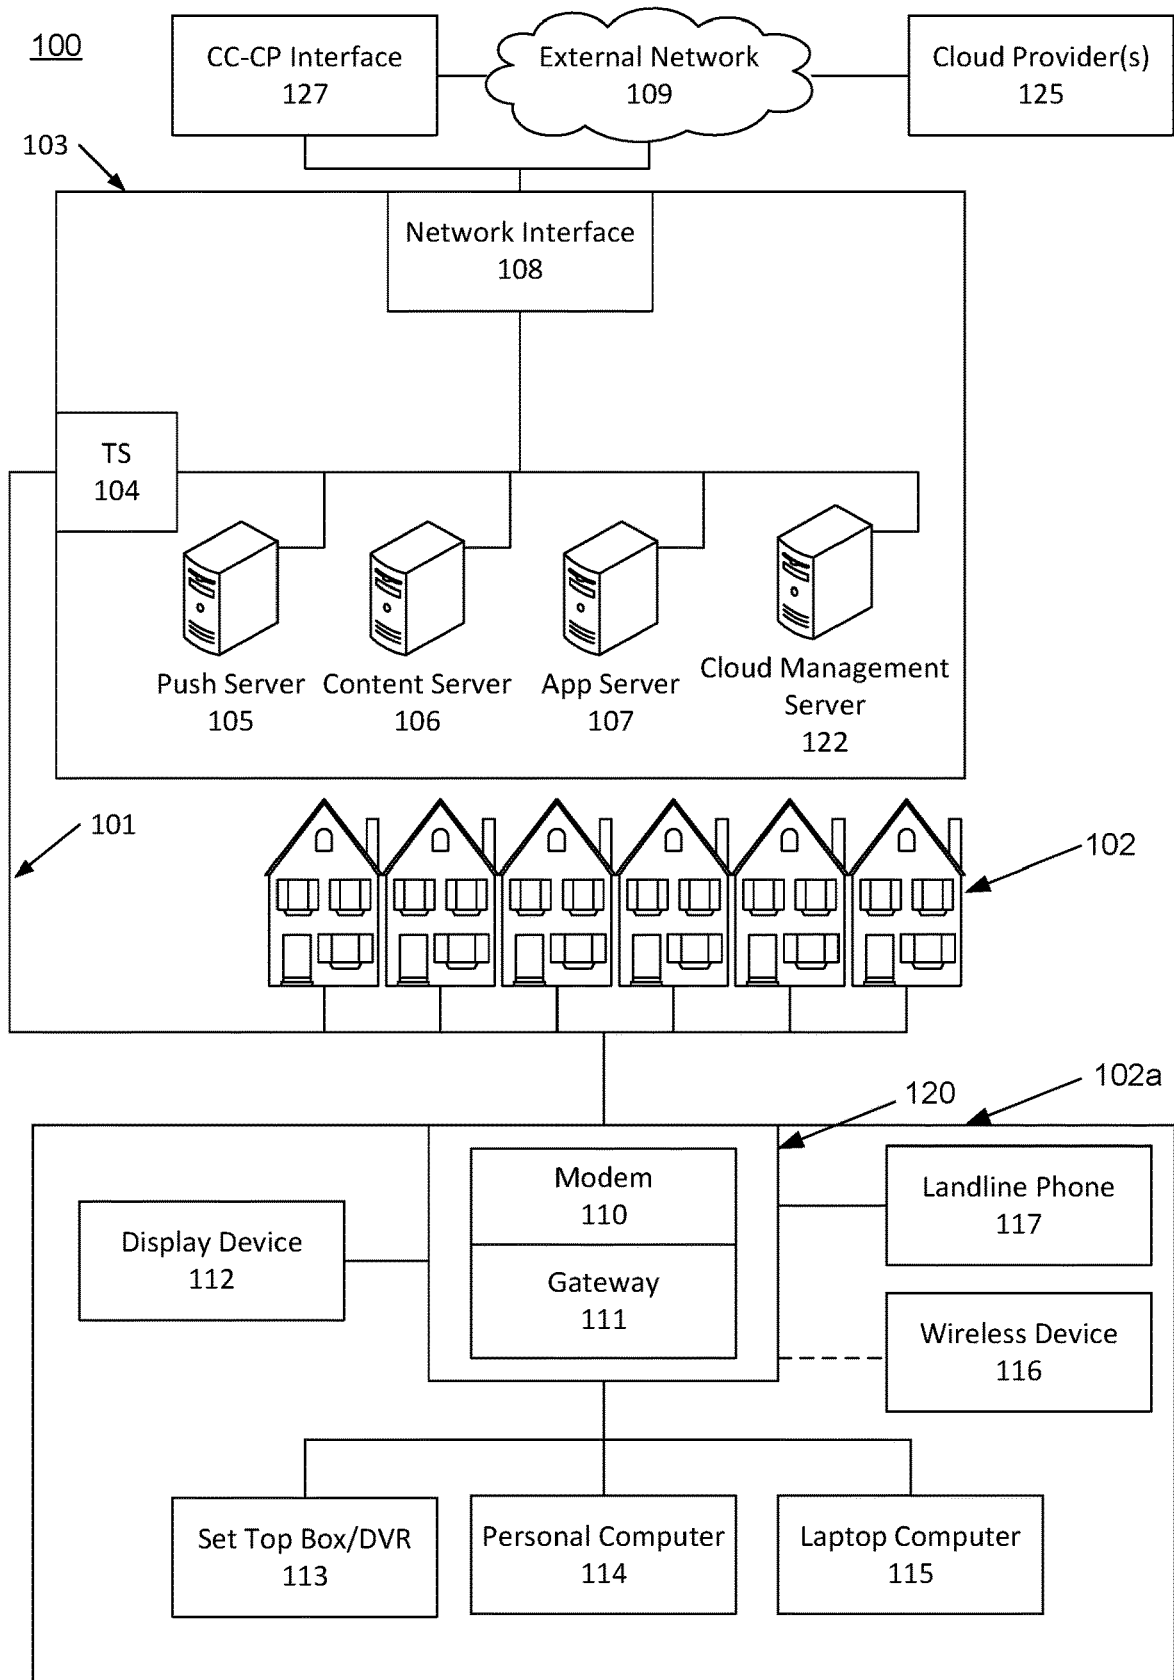 100
CC-CP Interface
127
External Network
109
Cloud Provider(s)
125
103
Network Interface
108
TS
104
Push Server
105
Content Server
106
App Server
107
Cloud Management
Server
122
101
102
102a
120
Modem
110
Gateway
111
Display Device
112
Landline Phone
117
Wireless Device
116
Set Top Box/DVR
113
Personal Computer
114
Laptop Computer
115